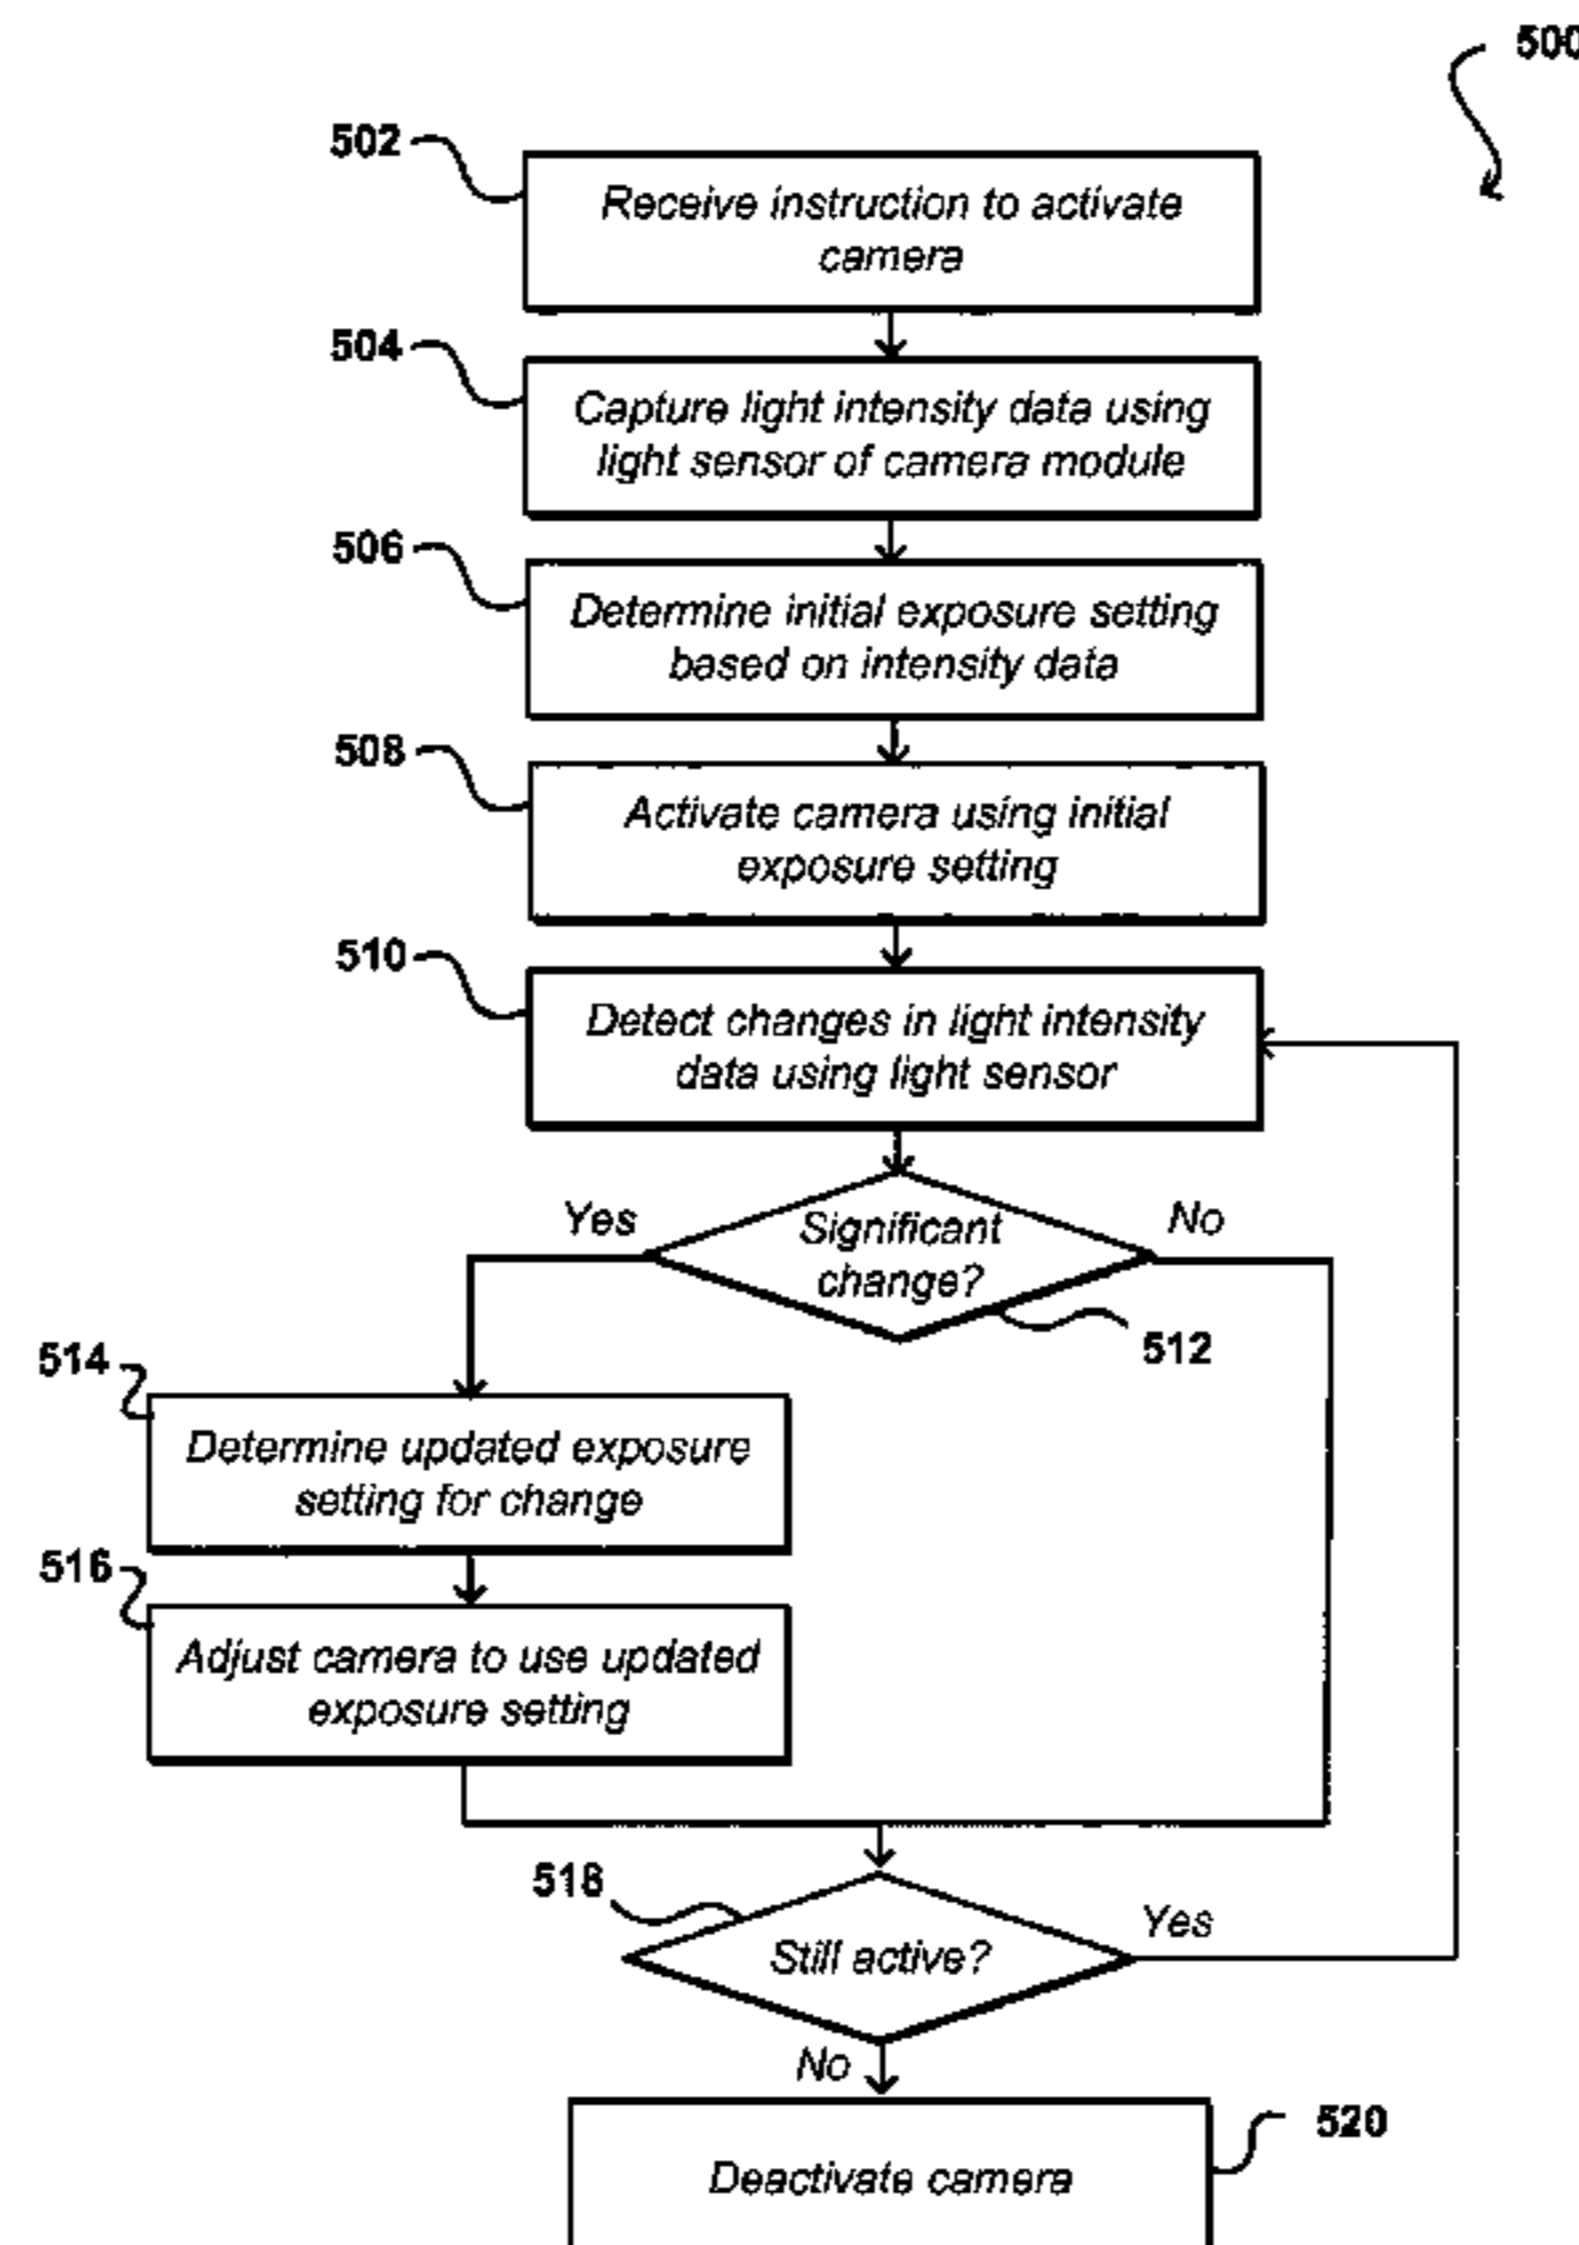 500
502
Receive instruction to activate
camera
504
Capture light intensity data using
light sensor of camera module
506
Determine initial exposure setting
based on intensity data
508
Activate camera using initial
exposure setting
510
Detect changes in light intensity
data using light sensor
Yes
No
Significant
change?
512
514
Determine updated exposure
setting for change
516
Adjust camera to use updated
exposure setting
518
Yes
Still active?
No
520
Deactivate camera